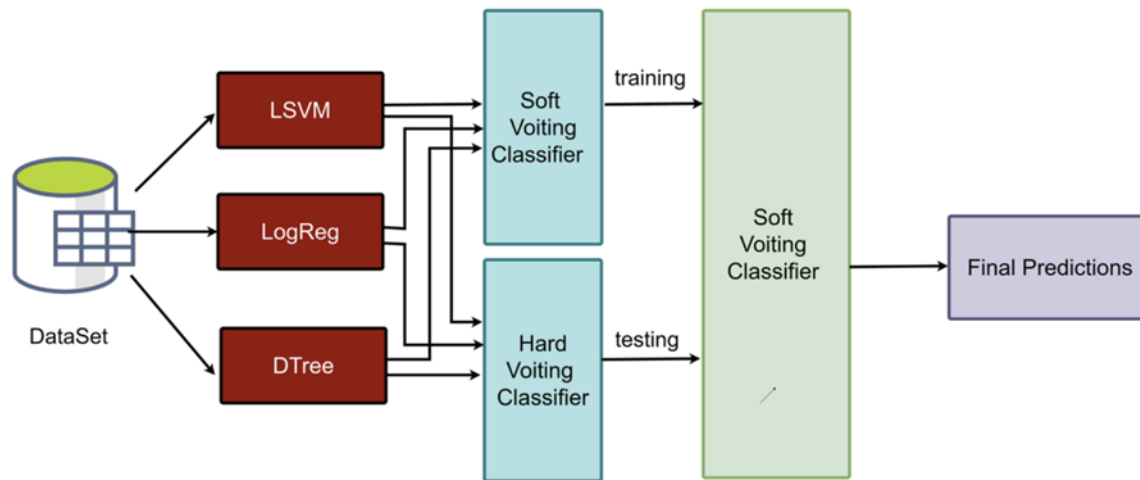 DataSet
LSVM
LogReg
DTree
Soft
Voiting
Classifier
Hard
Voiting
Classifier
training
testing
Soft
Voiting
Classifier
Final Predictions